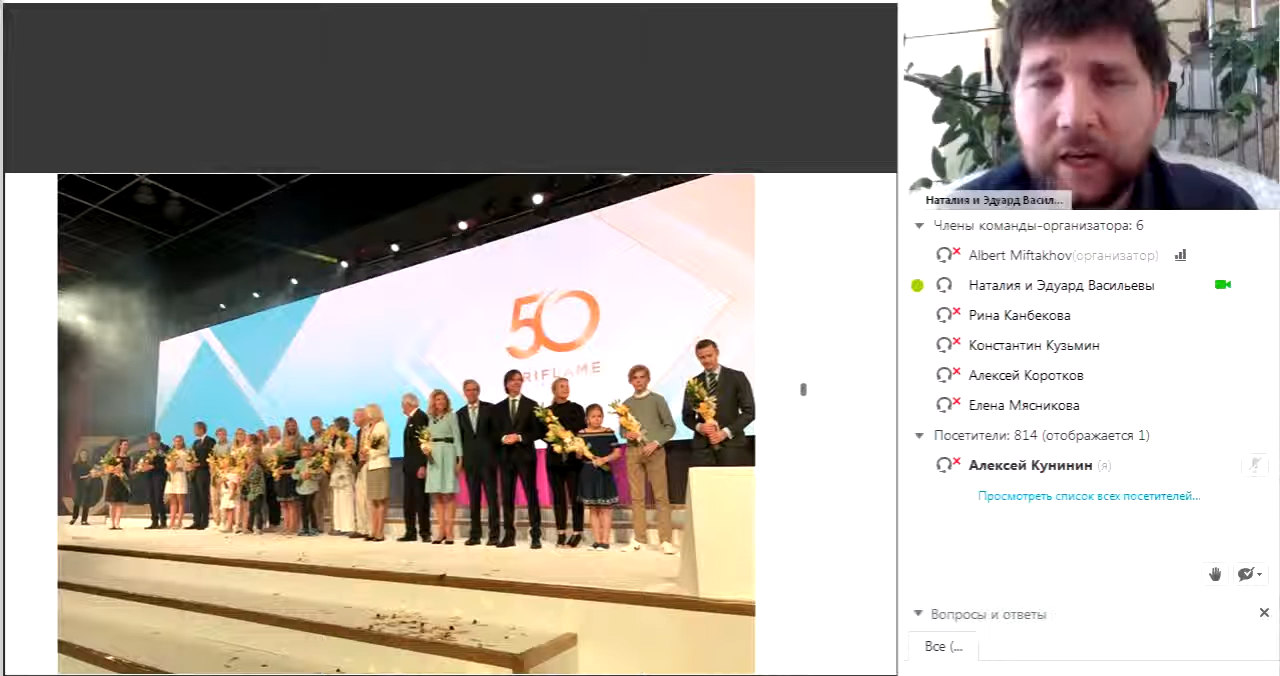 50
ORIFLAME
Наталия и Эдуард Васил...
Члены команды-организатора: 6
Albert Miftakhov(организатор)
Наталия и Эдуард Васильевы
Рина Канбекова
Константин Кузьмин
Алексей Коротков
Елена Мясникова
Посетители: 814 (отображается 1)
Алексей Кунинин (я)
Просмотреть список всех посетителей...
Вопросы и ответы
Все (...